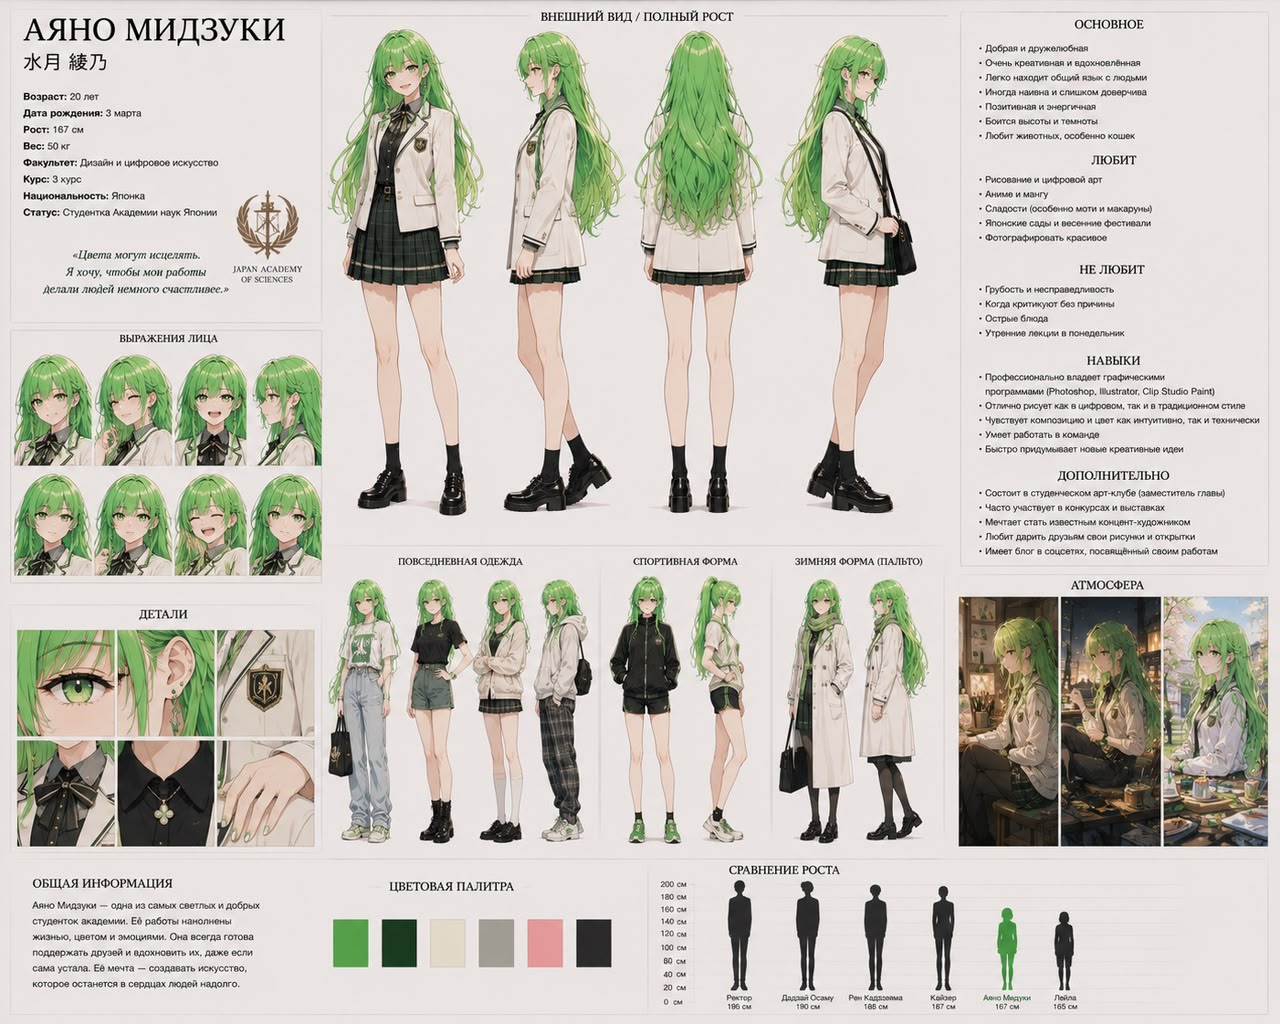 АЯНО МИДЗУКИ
水月 綾乃
Возраст: 20 лет
Дата рождения: 3 марта
Рост: 167 см
Вес: 50 кг
Факультет: Дизайн и цифровое искусство
Курс: 3 курс
Национальность: Японка
Статус: Студентка Академии наук Японии
«Цвета могут исцелять.
Я хочу, чтобы мои работы
делали людей немного счастливее.»
JAPAN ACADEMY
OF SCIENCES
ВНЕШНИЙ ВИД / ПОЛНЫЙ РОСТ
ОСНОВНОЕ
• Добрая и дружелюбная
• Очень креативная и вдохновлённая
• Легко находит общий язык с людьми
• Иногда наивна и слишком доверчива
• Позитивная и энергичная
• Боится высоты и темноты
• Любит животных, особенно кошек
ЛЮБИТ
• Рисование и цифровой арт
• Аниме и мангу
• Сладости (особенно моти и макаруны)
• Японские сады и весенние фестивали
• Фотографировать красивое
НЕ ЛЮБИТ
• Грубость и несправедливость
• Когда критикуют без причины
• Острые блюда
• Утренние лекции в понедельник
НАВЫКИ
• Профессионально владеет графическими
программами (Photoshop, Illustrator, Clip Studio Paint)
• Отлично рисует как в цифровом, так и в традиционном стиле
• Чувствует композицию и цвет как интуитивно, так и технически
• Умеет работать в команде
• Быстро придумывает новые креативные идеи
ДОПОЛНИТЕЛЬНО
• Состоит в студенческом арт-клубе (заместитель главы)
• Часто участвует в конкурсах и выставках
• Мечтает стать известным концепт-художником
• Любит дарить друзьям свои рисунки и открытки
• Имеет блог в соцсетях, посвящённый своим работам
ВЫРАЖЕНИЯ ЛИЦА
ДЕТАЛИ
ПОВСЕДНЕВНАЯ ОДЕЖДА
СПОРТИВНАЯ ФОРМА
ЗИМНЯЯ ФОРМА (ПАЛЬТО)
АТМОСФЕРА
ОБЩАЯ ИНФОРМАЦИЯ
Аяно Мидзуки — одна из самых светлых и добрых
студенток академии. Её работы наполнены
жизнью, цветом и эмоциями. Она всегда готова
поддержать друзей и вдохновить их, даже если
сама устала. Её мечта — создавать искусство,
которое останется в сердцах людей надолго.
ЦВЕТОВАЯ ПАЛИТРА
СРАВНЕНИЕ РОСТА
200 см
180 см
160 см
140 см
120 см
100 см
80 см
60 см
40 см
20 см
0 см
Ректор
196 см
Даддзай Осаму
190 см
Рен Кадзэяма
188 см
Кайзер
187 см
Аяно Мидуки
167 см
Лейла
165 см